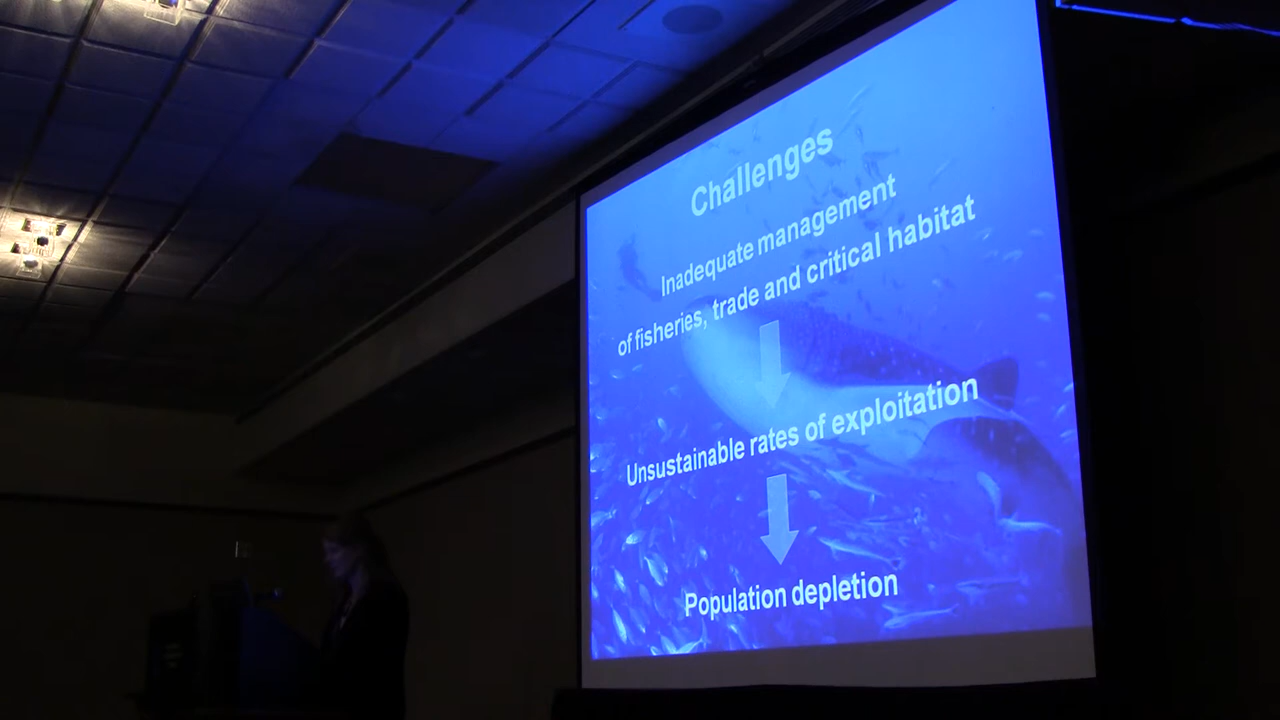 Challenges
Inadequate management
of fisheries, trade and critical habitat
Unsustainable rates of exploitation
Population depletion